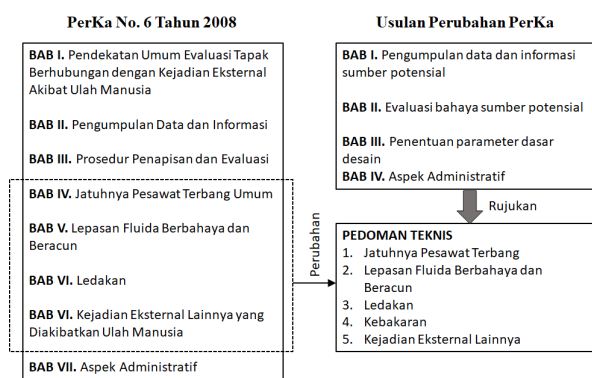 PerKa No. 6 Tahun 2008
BAB I. Pendekatan Umum Evaluasi Tapak
Berhubungan dengan Kejadian Eksternal
Akibat Ulah Manusia
BAB II. Pengumpulan Data dan Informasi
BAB III. Prosedur Penapisan dan Evaluasi
BAB IV. Jatuhnya Pesawat Terbang Umum
BAB V. Lepasan Fluida Berbahaya dan
Beracun
BAB VI. Ledakan
BAB VI. Kejadian Eksternal Lainnya yang
Diakibatkan Ulah Manusia
BAB VII. Aspek Administratif
Perubahan
Usulan Perubahan PerKa
BAB I. Pengumpulan data dan informasi
sumber potensial
BAB II. Evaluasi bahaya sumber potensial
BAB III. Penentuan parameter dasar
desain
BAB IV. Aspek Administratif
Rujukan
PEDOMAN TEKNIS
1. Jatuhnya Pesawat Terbang
2. Lepasan Fluida Berbahaya dan
Beracun
3. Ledakan
4. Kebakaran
5. Kejadian Eksternal Lainnya